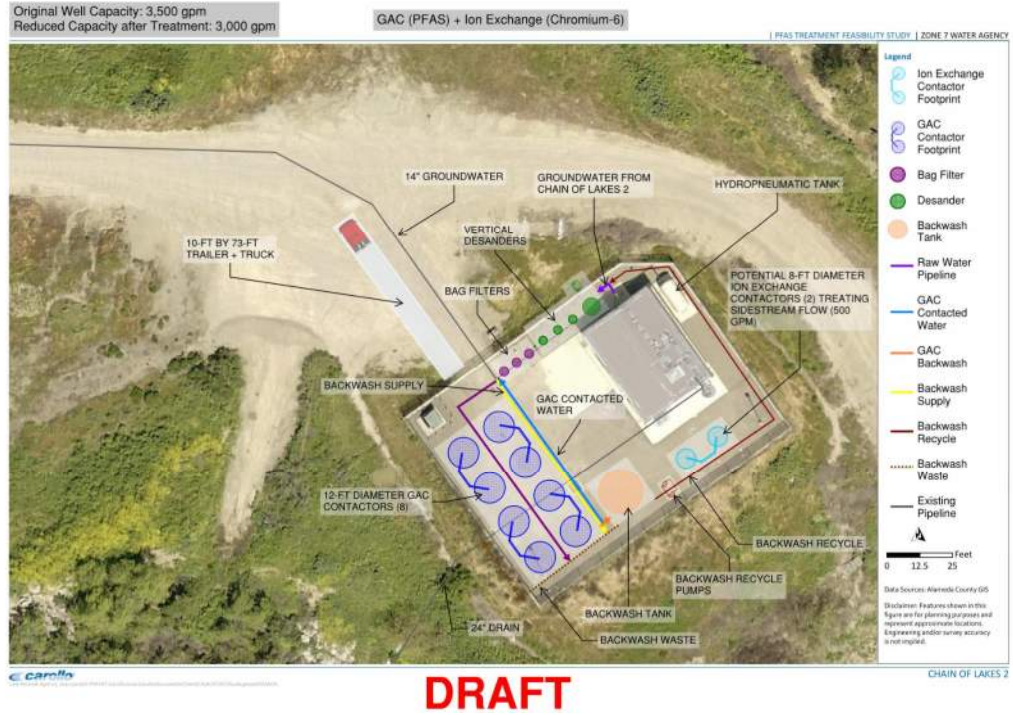 Original Well Capacity: 3,500 gpm
Reduced Capacity after Treatment: 3,000 gpm
GAC (PFAS) + Ion Exchange (Chromium-6)
| PFAS TREATMENT FEASIBILITY STUDY | ZONE 7 WATER AGENCY
14" GROUNDWATER
GROUNDWATER FROM
CHAIN OF LAKES 2
HYDROPNEUMATIC TANK
10-FT BY 73-FT
TRAILER + TRUCK
VERTICAL
DESANDERS
BAG FILTERS
POTENTIAL 8-FT DIAMETER
ION EXCHANGE
CONTACTORS (2) TREATING
SIDESTREAM FLOW (500
GPM)
BACKWASH SUPPLY
GAC CONTACTED
WATER
12-FT DIAMETER GAC
CONTACTORS (8)
BACKWASH RECYCLE
BACKWASH RECYCLE
PUMPS
BACKWASH TANK
24" DRAIN
BACKWASH WASTE
Legend
Ion Exchange
Contactor
Footprint
GAC
Contactor
Footprint
Bag Filter
Desander
Backwash
Tank
Raw Water
Pipeline
GAC
Contacted
Water
GAC
Backwash
Backwash
Supply
Backwash
Recycle
Backwash
Waste
Existing
Pipeline
Feet
0 12.5 25
Data Sources: Alameda County GIS
Disclaimer: Features shown in this
figure are for planning purposes and
represent approximate locations.
Engineering and/or survey accuracy
is not implied.
carollo
CHAIN OF LAKES 2
DRAFT